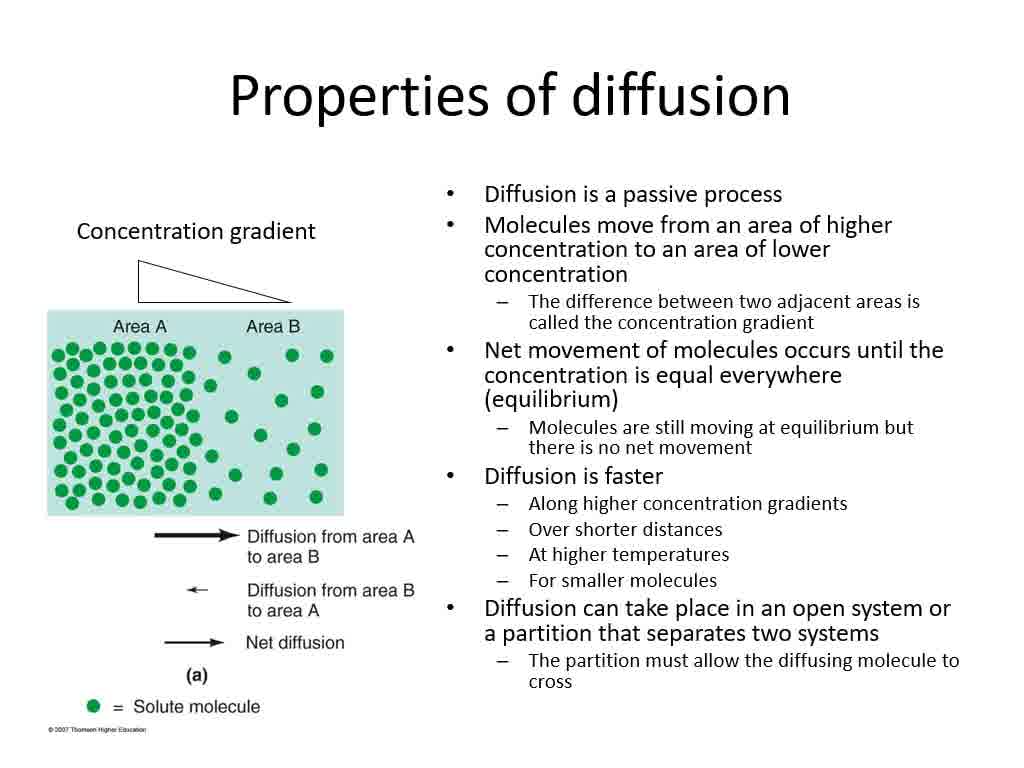 Properties of diffusion
Concentration gradient
Area A
Area B
Diffusion from area A
to area B
Diffusion from area B
to area A
Net diffusion
(a)
= Solute molecule
© 2007 Thomson Higher Education
• Diffusion is a passive process
• Molecules move from an area of higher
concentration to an area of lower
concentration
– The difference between two adjacent areas is
called the concentration gradient
• Net movement of molecules occurs until the
concentration is equal everywhere
(equilibrium)
– Molecules are still moving at equilibrium but
there is no net movement
• Diffusion is faster
– Along higher concentration gradients
– Over shorter distances
– At higher temperatures
– For smaller molecules
• Diffusion can take place in an open system or
a partition that separates two systems
– The partition must allow the diffusing molecule to
cross